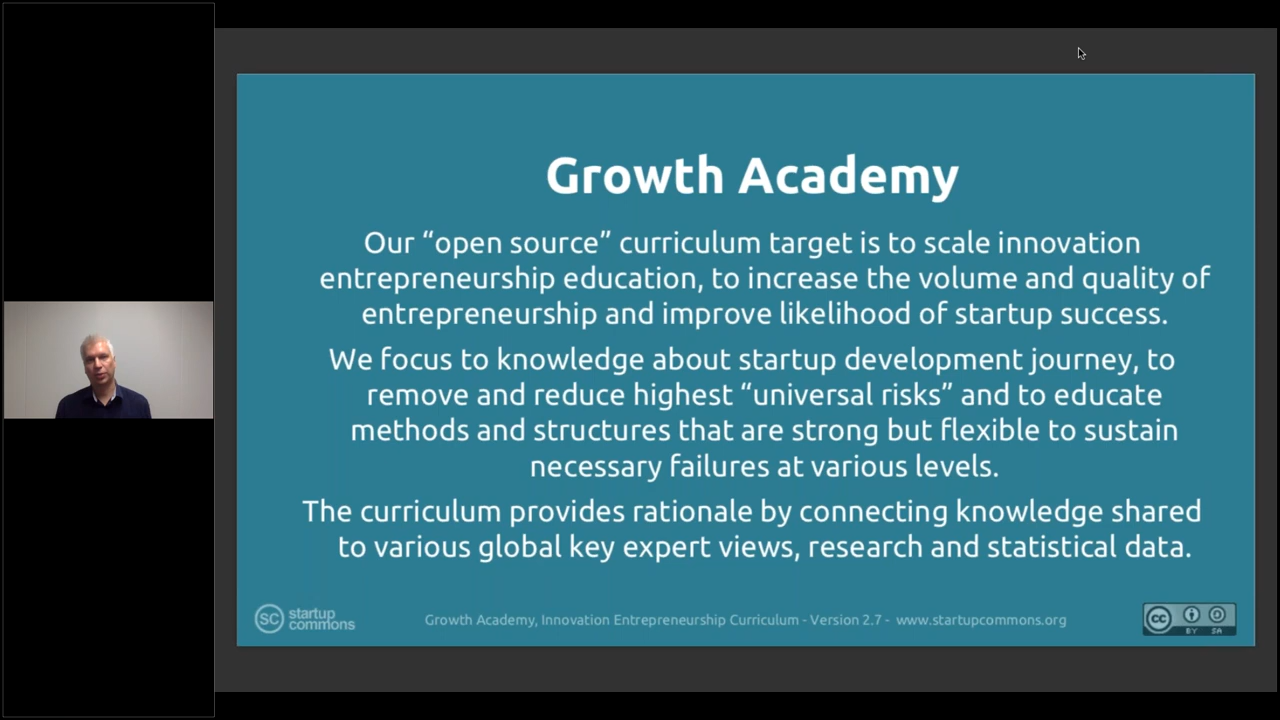 Growth Academy
Our “open source” curriculum target is to scale innovation
entrepreneurship education, to increase the volume and quality of
entrepreneurship and improve likelihood of startup success.
We focus to knowledge about startup development journey, to
remove and reduce highest “universal risks” and to educate
methods and structures that are strong but flexible to sustain
necessary failures at various levels.
The curriculum provides rationale by connecting knowledge shared
to various global key expert views, research and statistical data.
SC startup
commons
Growth Academy, Innovation Entrepreneurship Curriculum - Version 2.7 - www.startupcommons.org
cc
BY SA